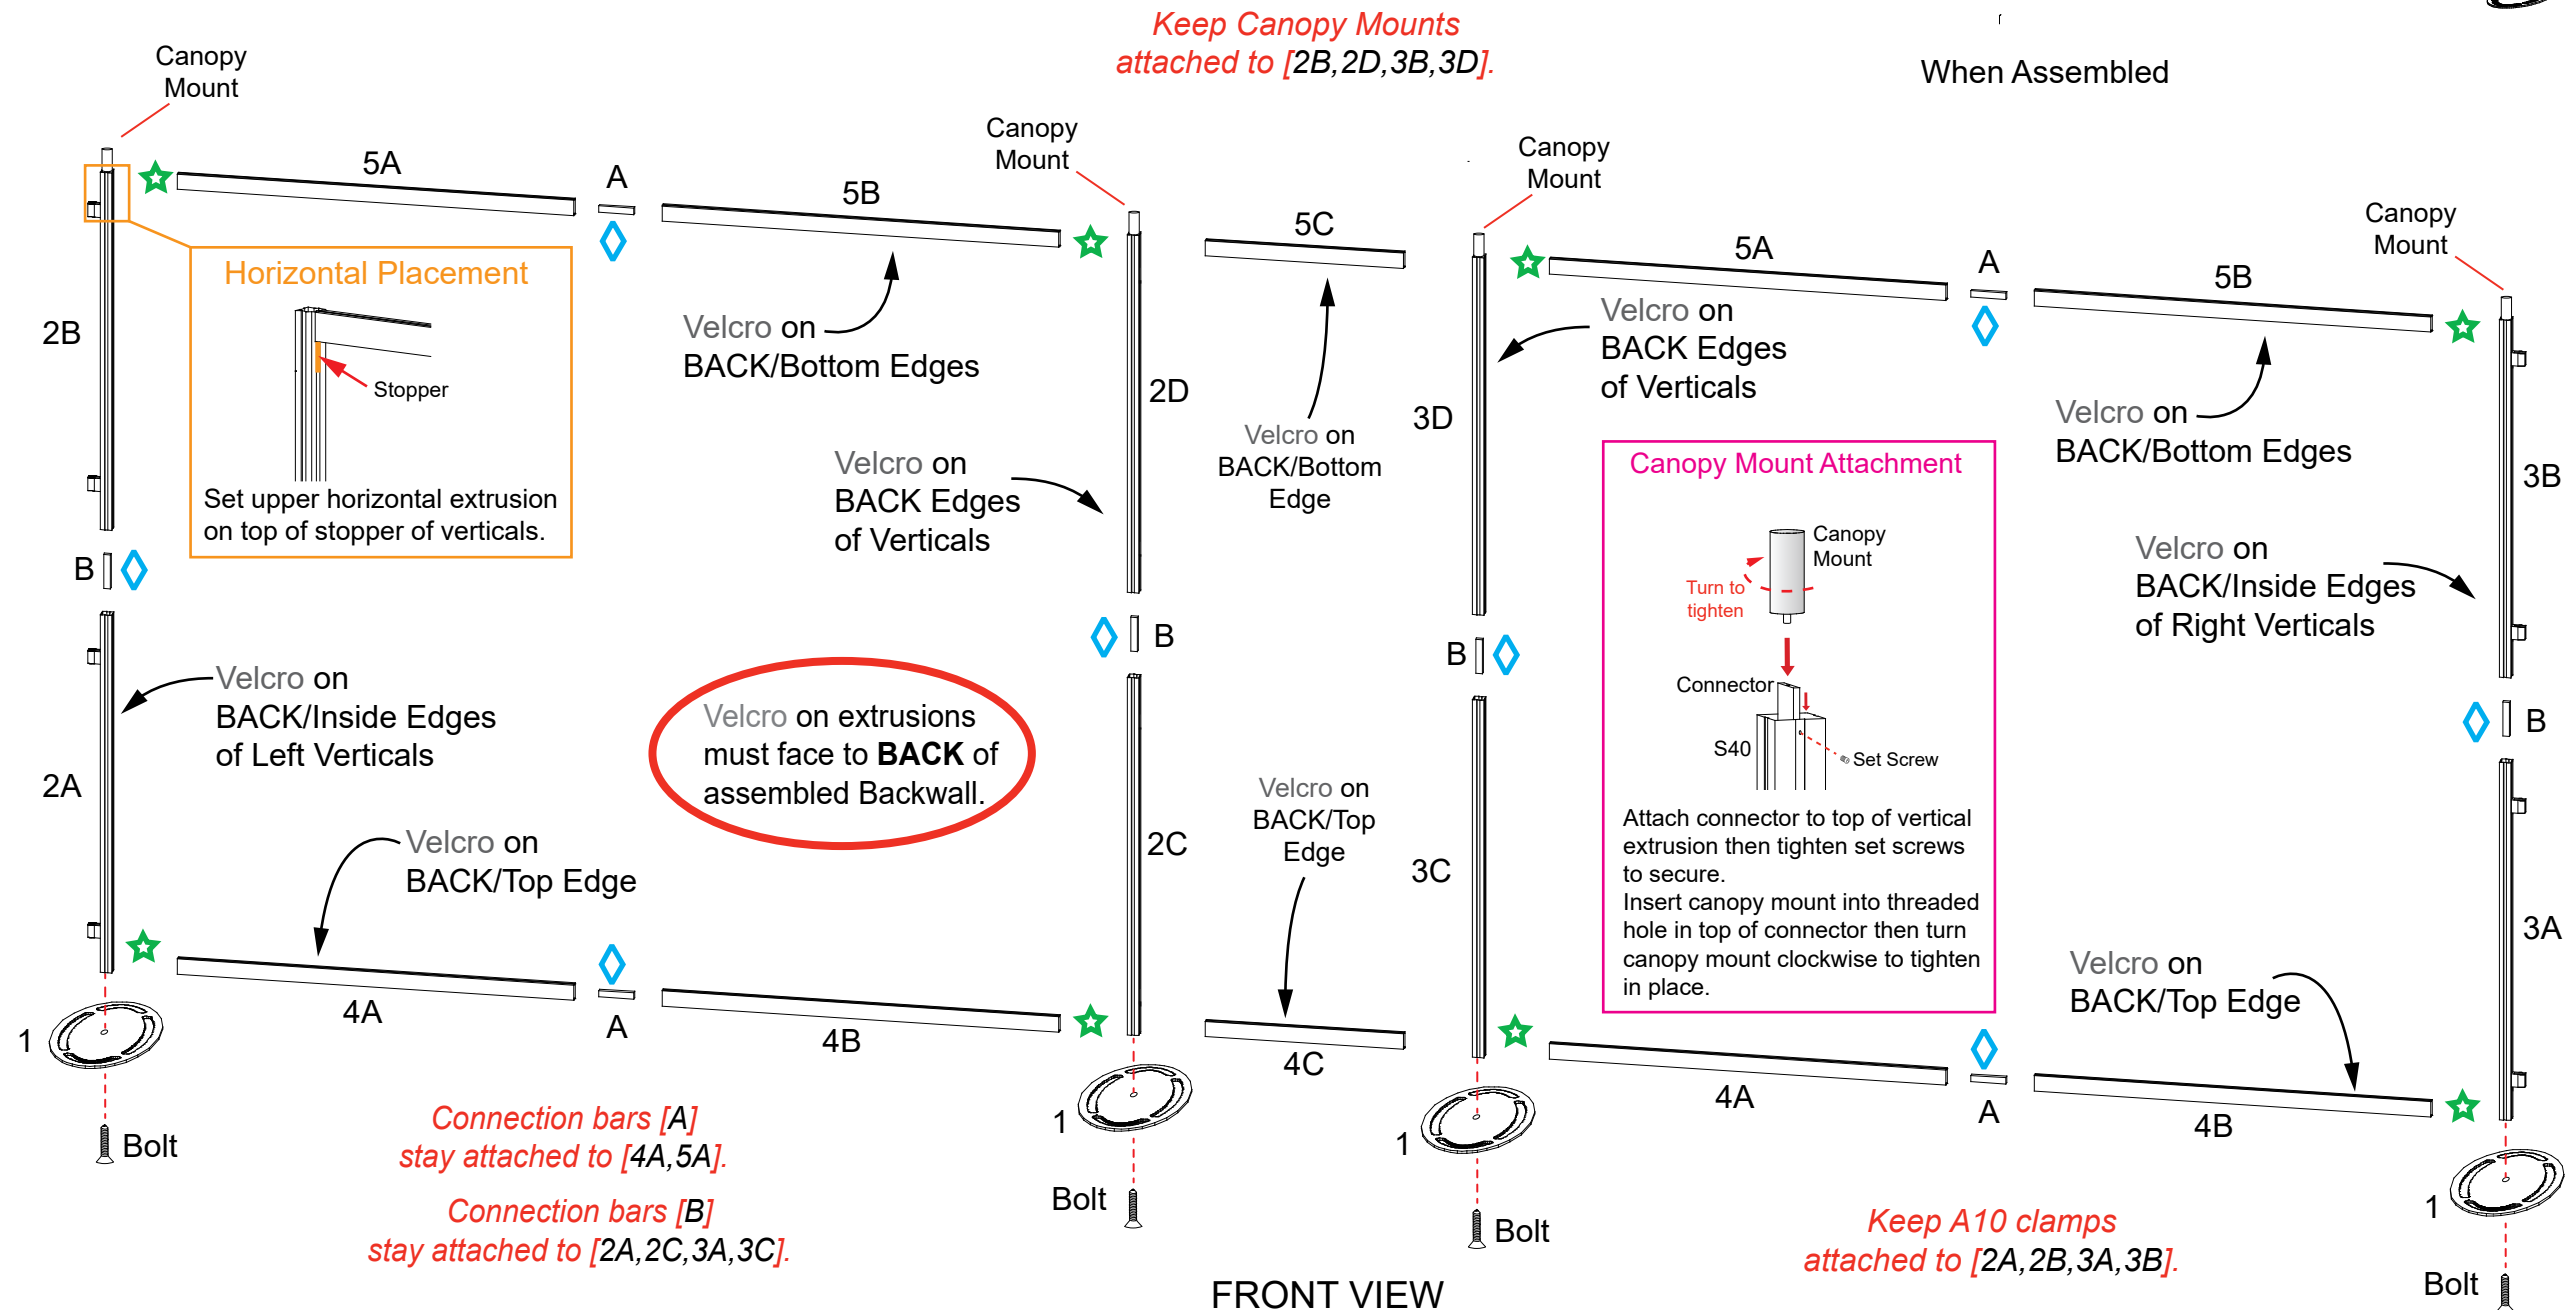 Keep Canopy Mounts
attached to [2B,2D,3B,3D].
When Assembled
Canopy
Mount
Canopy
Mount
Canopy
Mount
Canopy
Mount
5A
A
5B
5C
5A
A
5B
Horizontal Placement
Stopper
Set upper horizontal extrusion
on top of stopper of verticals.
2B
Velcro on
BACK/Bottom Edges
2D
Velcro on
BACK Edges
of Verticals
Velcro on
BACK/Bottom
Edge
3D
Velcro on
BACK Edges
of Verticals
Velcro on
BACK/Bottom Edges
3B
Canopy Mount Attachment
Canopy
Mount
Turn to
tighten
Connector
S40
Set Screw
Attach connector to top of vertical
extrusion then tighten set screws
to secure.
Insert canopy mount into threaded
hole in top of connector then turn
canopy mount clockwise to tighten
in place.
Velcro on
BACK/Inside Edges
of Right Verticals
B
B
B
B
Velcro on
BACK/Inside Edges
of Left Verticals
2A
Velcro on extrusions
must face to BACK of
assembled Backwall.
2C
Velcro on
BACK/Top
Edge
3C
3A
Velcro on
BACK/Top Edge
Velcro on
BACK/Top Edge
4A
A
4B
4C
4A
A
4B
1
1
1
1
Bolt
Bolt
Bolt
Bolt
Connection bars [A]
stay attached to [4A,5A].
Connection bars [B]
stay attached to [2A,2C,3A,3C].
Keep A10 clamps
attached to [2A,2B,3A,3B].
FRONT VIEW